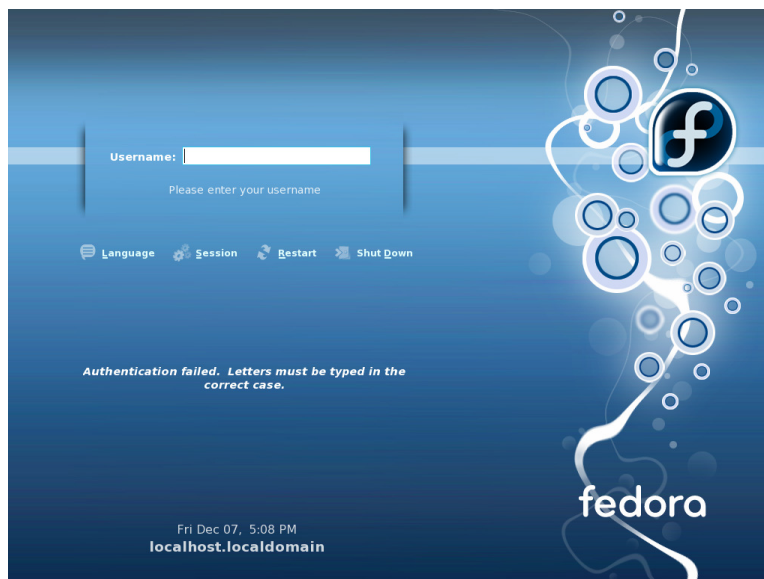 Username:
Please enter your username
Language Session Restart Shut Down
Authentication failed. Letters must be typed in the
correct case.
fedora
Fri Dec 07, 5:08 PM
localhost.localdomain